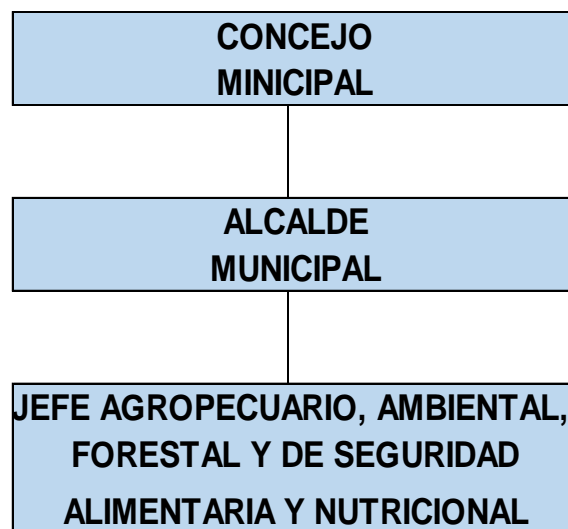 CONCEJO
MINICIPAL
ALCALDE
MUNICIPAL
JEFE AGROPECUARIO, AMBIENTAL,
FORESTAL Y DE SEGURIDAD
ALIMENTARIA Y NUTRICIONAL